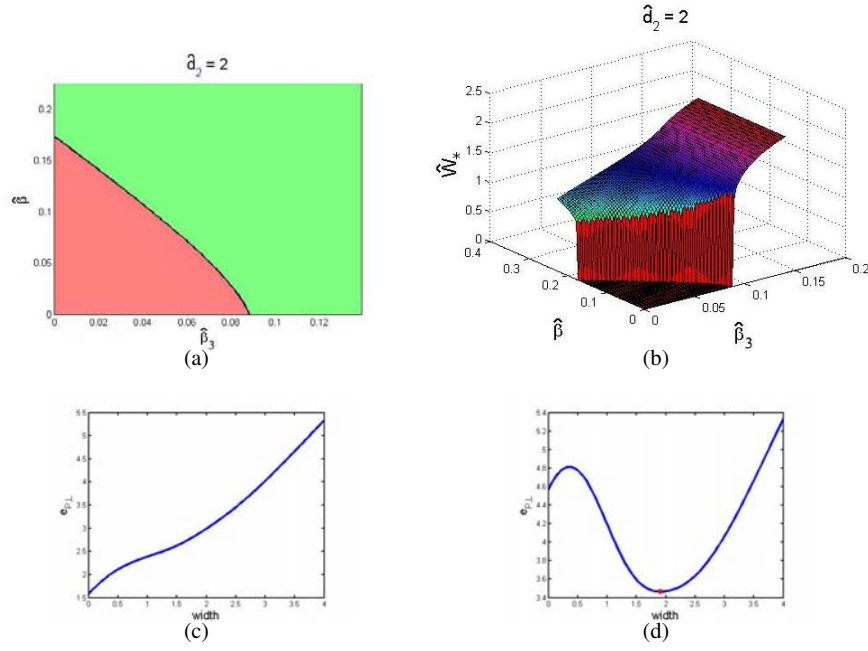 d̂₂ = 2
0.2
0.15
0.1
0.05
0
β̂
0 0.02 0.04 0.06 0.08 0.1 0.12
β̂₃
(a)
d̂₂ = 2
2.5
2
1.5
1
0.5
0
Ŵ*
0.4 0.3 0.2 0.1 0
β̂
0 0.05 0.1 0.15 0.2
β̂₃
(b)
5.5
5
4.5
4
3.5
3
2.5
2
1.5
0 0.5 1 1.5 2 2.5 3 3.5 4
width
(c)
5.4
5.2
5
4.8
4.6
4.4
4.2
4
3.8
3.6
3.4
0 0.5 1 1.5 2 2.5 3 3.5 4
width
(d)